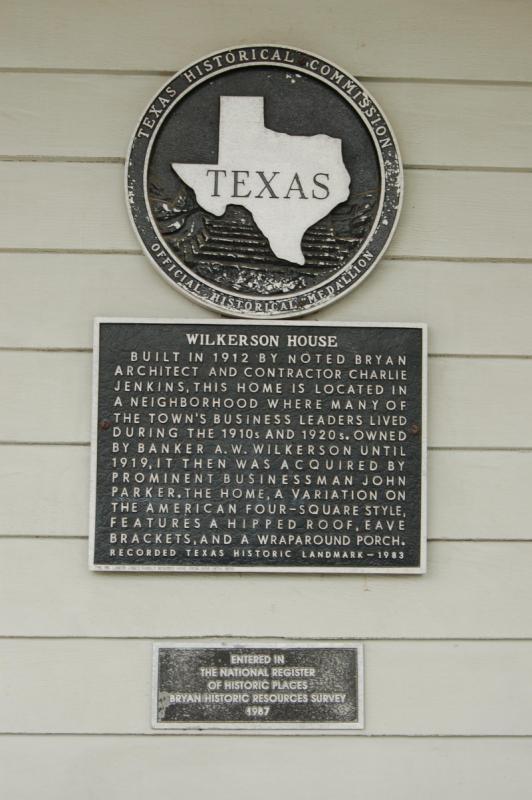 TEXAS HISTORICAL COMMISSION
TEXAS
OFFICIAL HISTORICAL MEDALLION
WILKERSON HOUSE
BUILT IN 1912 BY NOTED BRYAN
ARCHITECT AND CONTRACTOR CHARLIE
JENKINS, THIS HOME IS LOCATED IN
A NEIGHBORHOOD WHERE MANY OF
THE TOWN'S BUSINESS LEADERS LIVED
DURING THE 1910s AND 1920s. OWNED
BY BANKER A.W. WILKERSON UNTIL
1919, IT THEN WAS ACQUIRED BY
PROMINENT BUSINESSMAN JOHN
PARKER. THE HOME, A VARIATION ON
THE AMERICAN FOUR-SQUARE STYLE,
FEATURES A HIPPED ROOF, EAVE
BRACKETS, AND A WRAPAROUND PORCH.
RECORDED TEXAS HISTORIC LANDMARK — 1983
ENTERED IN
THE NATIONAL REGISTER
OF HISTORIC PLACES
BRYAN HISTORIC RESOURCES SURVEY
1987